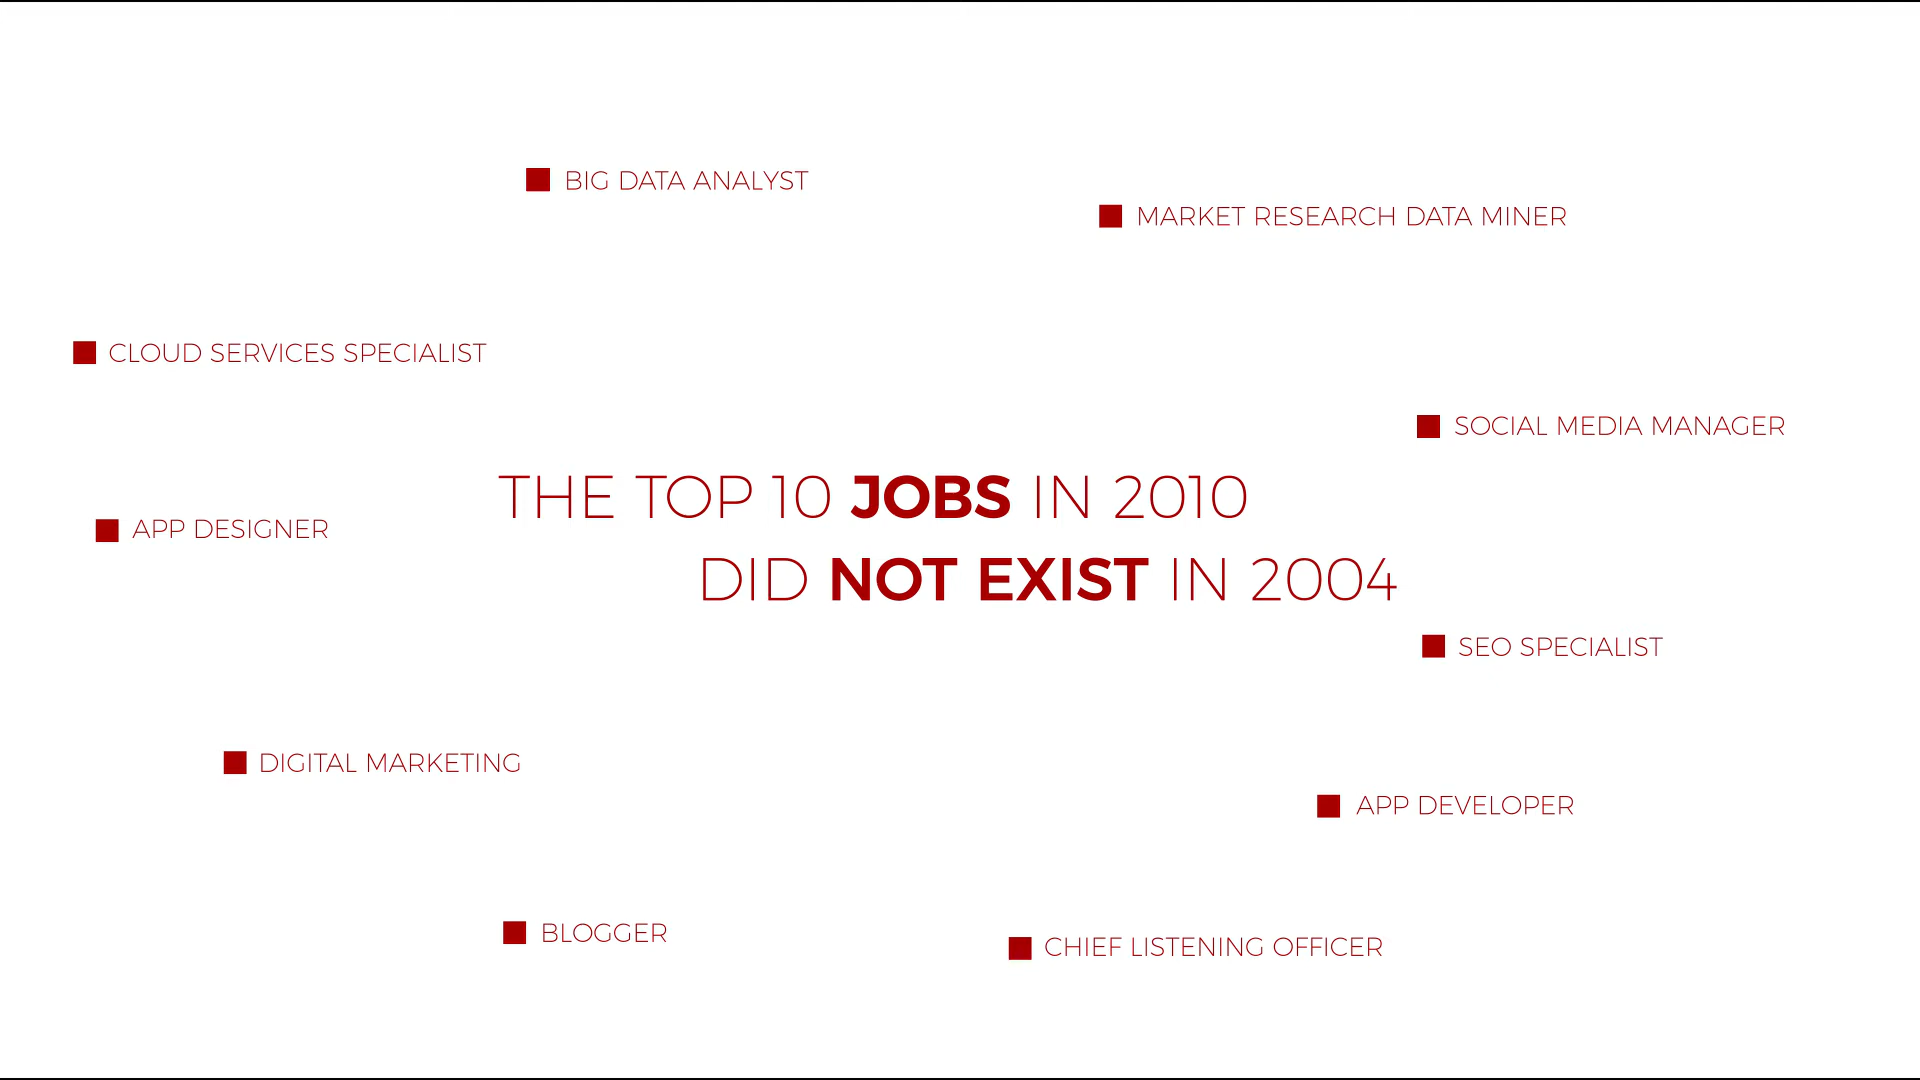 BIG DATA ANALYST
MARKET RESEARCH DATA MINER
CLOUD SERVICES SPECIALIST
SOCIAL MEDIA MANAGER
THE TOP 10 JOBS IN 2010
APP DESIGNER
DID NOT EXIST IN 2004
SEO SPECIALIST
DIGITAL MARKETING
APP DEVELOPER
BLOGGER
CHIEF LISTENING OFFICER